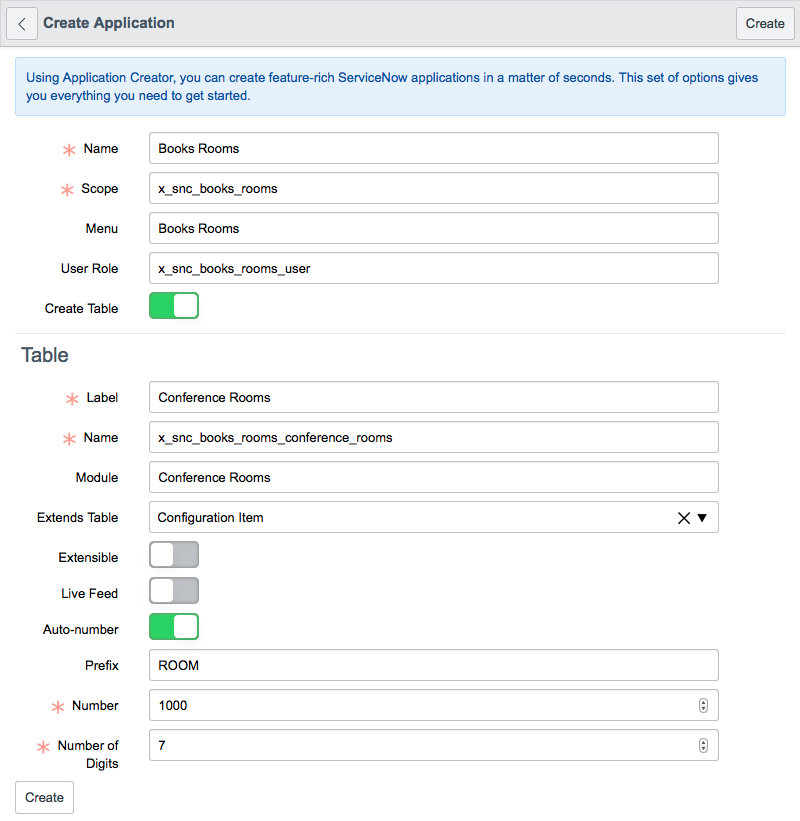 Create Application
Create
Using Application Creator, you can create feature-rich ServiceNow applications in a matter of seconds. This set of options gives
you everything you need to get started.
Name Books Rooms
Scope x_snc_books_rooms
Menu Books Rooms
User Role x_snc_books_rooms_user
Create Table
Table
Label Conference Rooms
Name x_snc_books_rooms_conference_rooms
Module Conference Rooms
Extends Table Configuration Item
Extensible
Live Feed
Auto-number
Prefix ROOM
Number 1000
Number of 7
Digits
Create